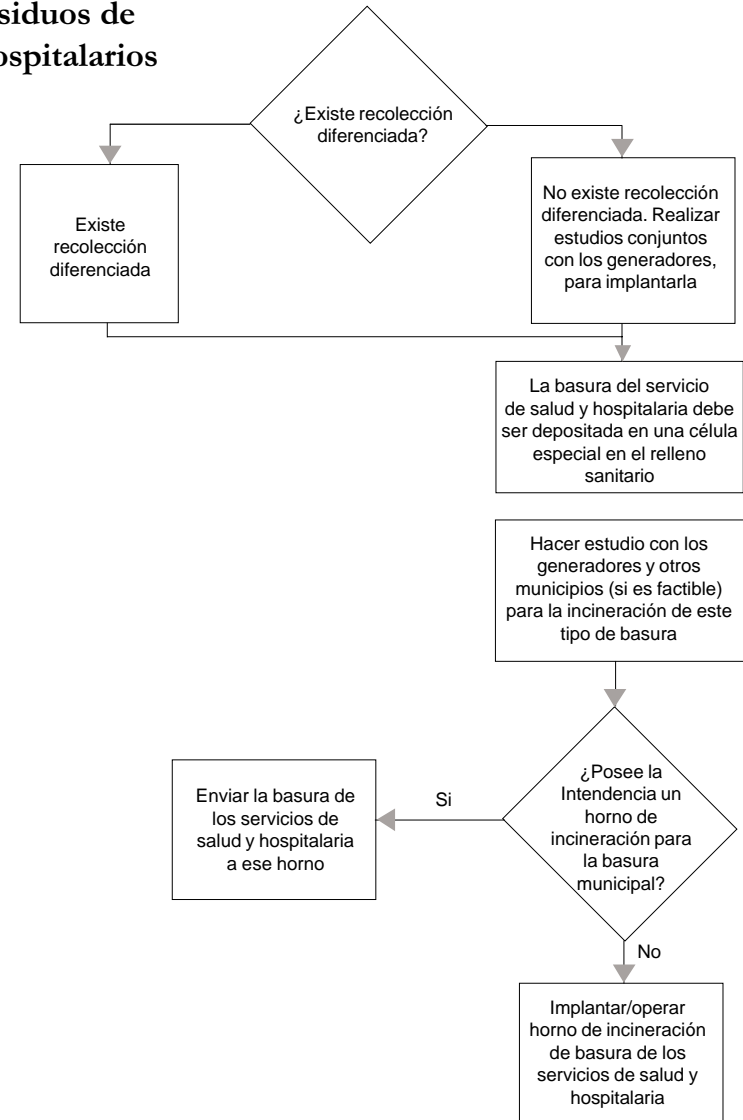 siduos de
ospitalarios
¿Existe recolección
diferenciada?
Existe
recolección
diferenciada
No existe recolección
diferenciada. Realizar
estudios conjuntos
con los generadores,
para implantarla
La basura del servicio
de salud y hospitalaria debe
ser depositada en una célula
especial en el relleno
sanitario
Hacer estudio con los
generadores y otros
municipios (si es factible)
para la incineración de este
tipo de basura
¿Posee la
Intendencia un
horno de
incineración para
la basura
municipal?
Si
Enviar la basura de
los servicios de
salud y hospitalaria
a ese horno
No
Implantar/operar
horno de incineración
de basura de los
servicios de salud y
hospitalaria